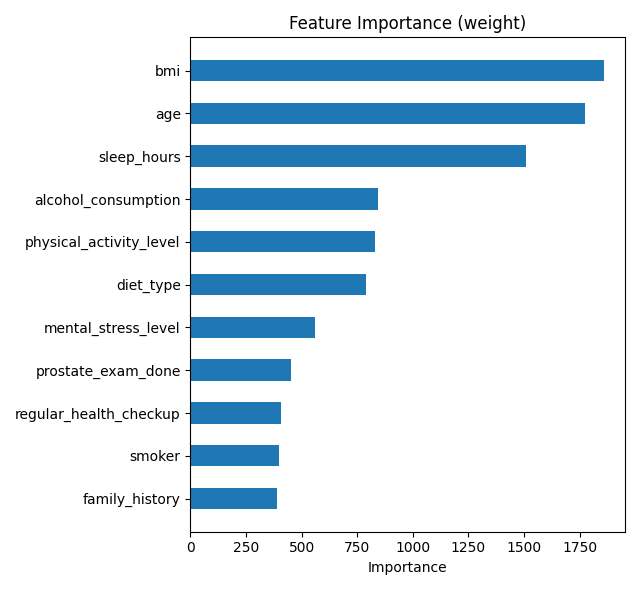 Feature Importance (weight)
bmi
age
sleep_hours
alcohol_consumption
physical_activity_level
diet_type
mental_stress_level
prostate_exam_done
regular_health_checkup
smoker
family_history
0 250 500 750 1000 1250 1500 1750
Importance